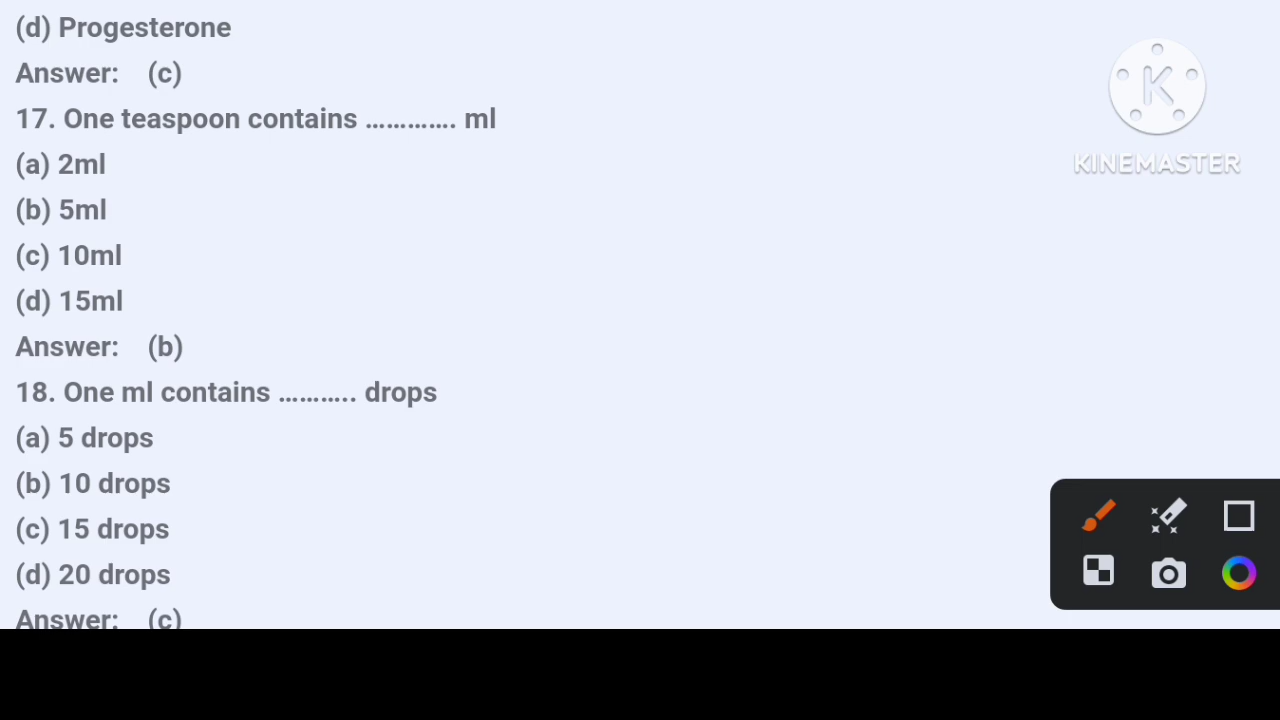 (d) Progesterone
Answer: (c)
17. One teaspoon contains …………. ml
(a) 2ml
(b) 5ml
(c) 10ml
(d) 15ml
Answer: (b)
18. One ml contains ……….. drops
(a) 5 drops
(b) 10 drops
(c) 15 drops
(d) 20 drops
Answer: (c)
K
KINEMASTER